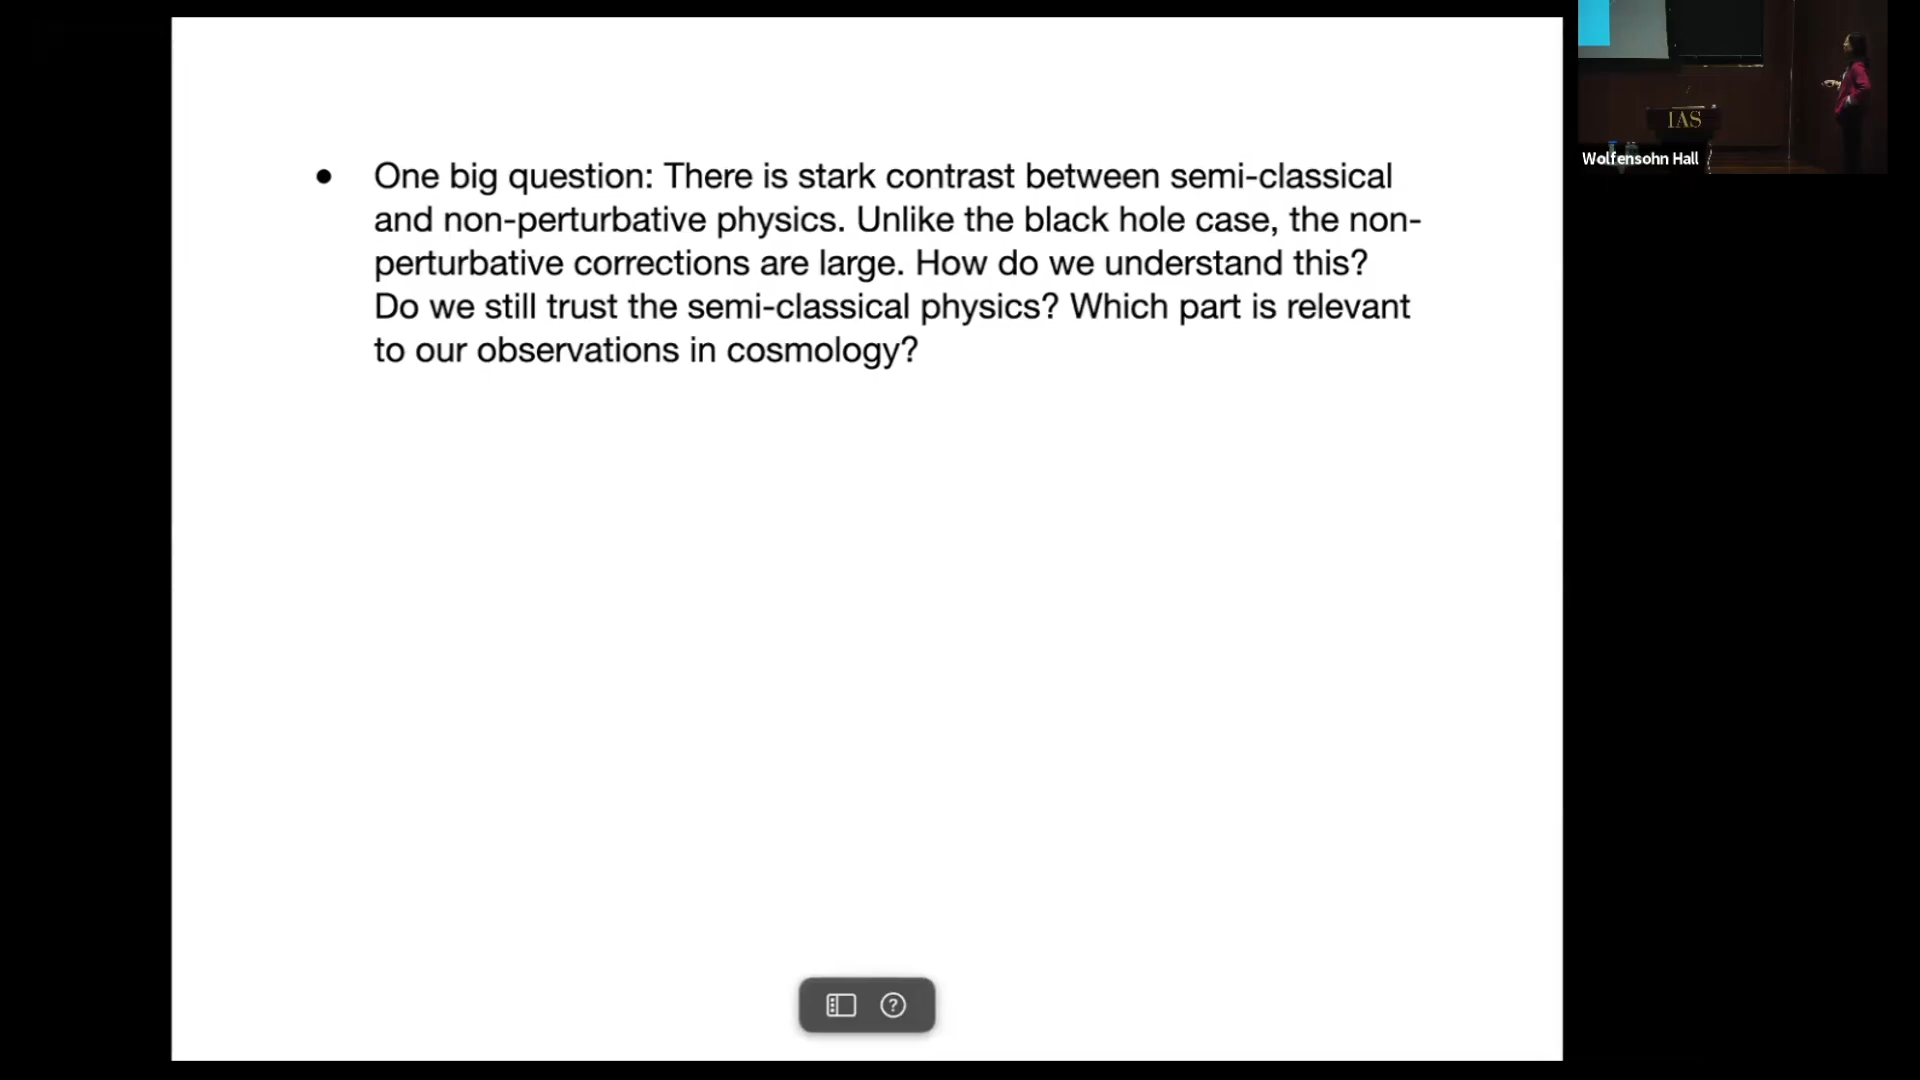 • One big question: There is stark contrast between semi-classical
and non-perturbative physics. Unlike the black hole case, the non-
perturbative corrections are large. How do we understand this?
Do we still trust the semi-classical physics? Which part is relevant
to our observations in cosmology?
IAS
Wolfensohn Hall